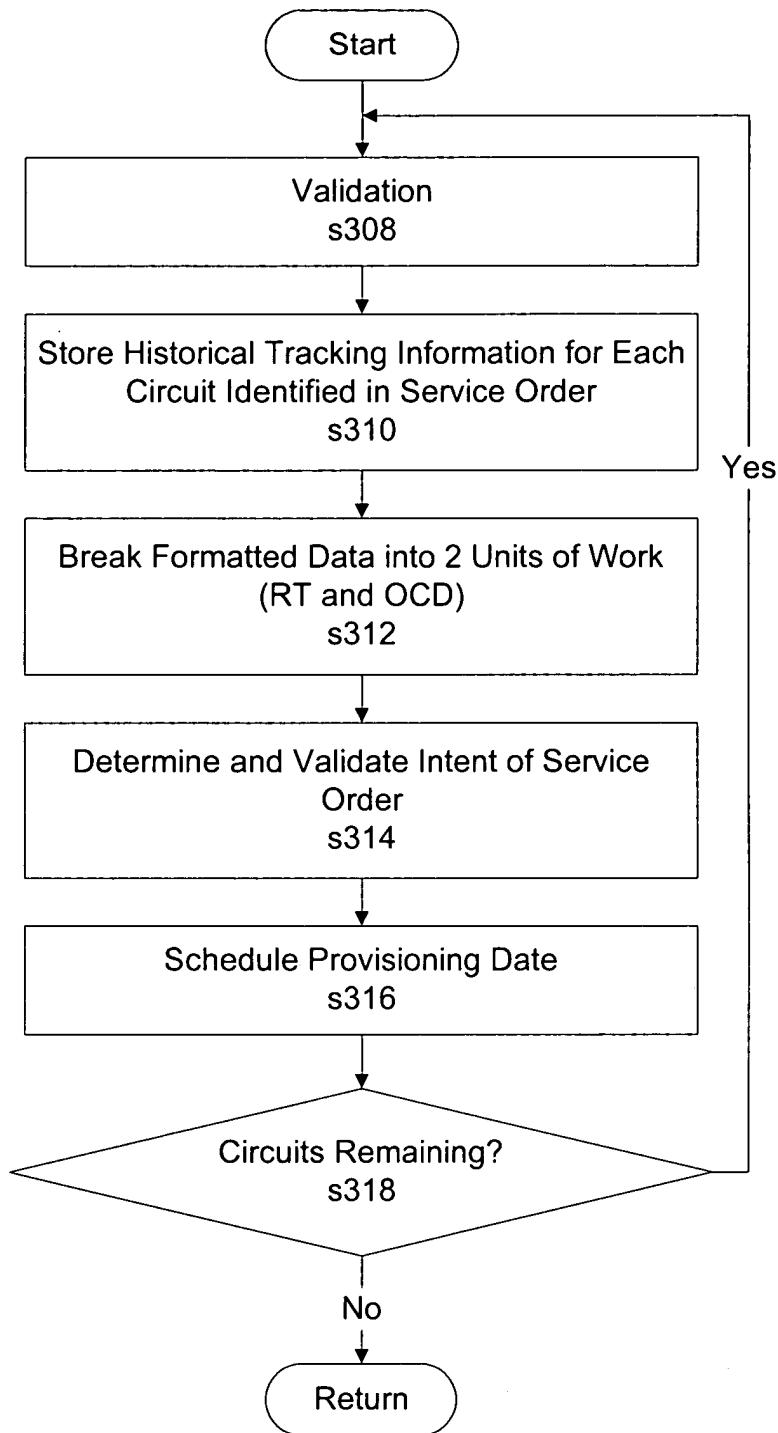 Start
Validation
s308
Store Historical Tracking Information for Each
Circuit Identified in Service Order
s310
Yes
Break Formatted Data into 2 Units of Work
(RT and OCD)
s312
Determine and Validate Intent of Service
Order
s314
Schedule Provisioning Date
s316
Circuits Remaining?
s318
No
Return